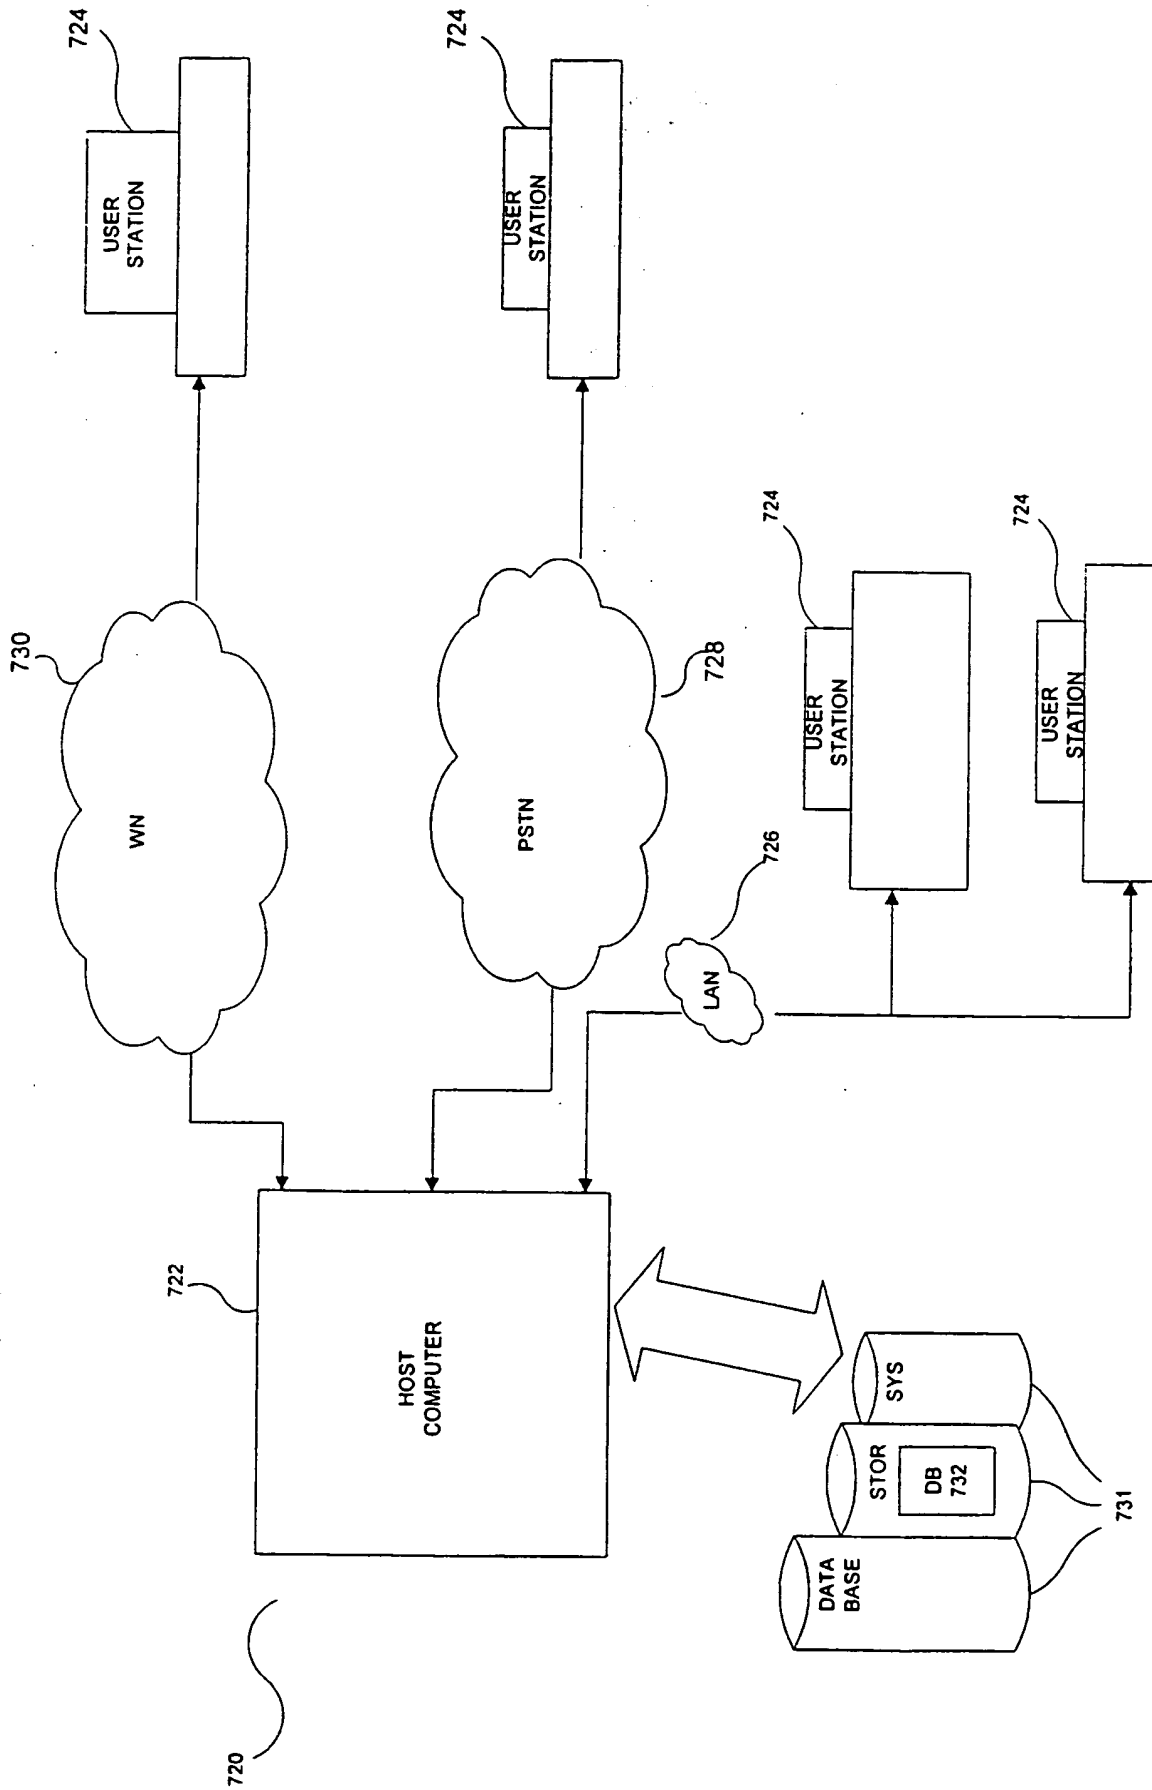 720
722
HOST
COMPUTER
730
WN
724
USER
STATION
PSTN
728
724
USER
STATION
LAN
726
724
USER
STATION
724
USER
STATION
DATA
BASE
STOR
DB
732
SYS
731